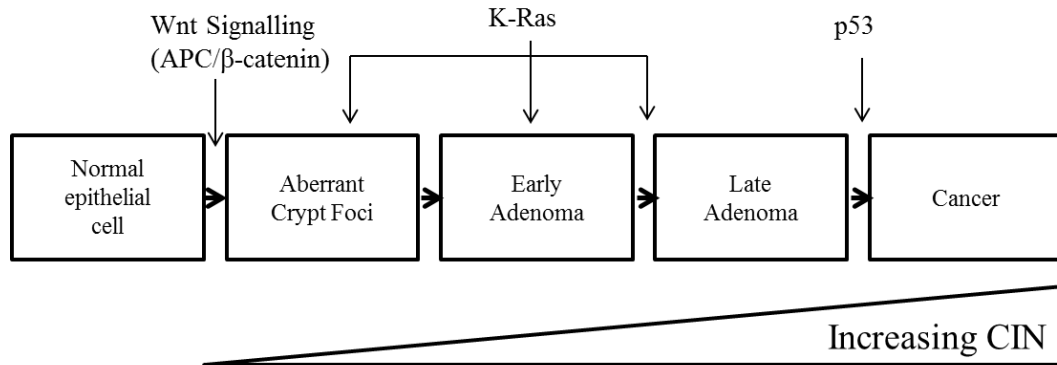 Wnt Signalling
(APC/β-catenin)
K-Ras
p53
Normal
epithelial
cell
Aberrant
Crypt Foci
Early
Adenoma
Late
Adenoma
Cancer
Increasing CIN